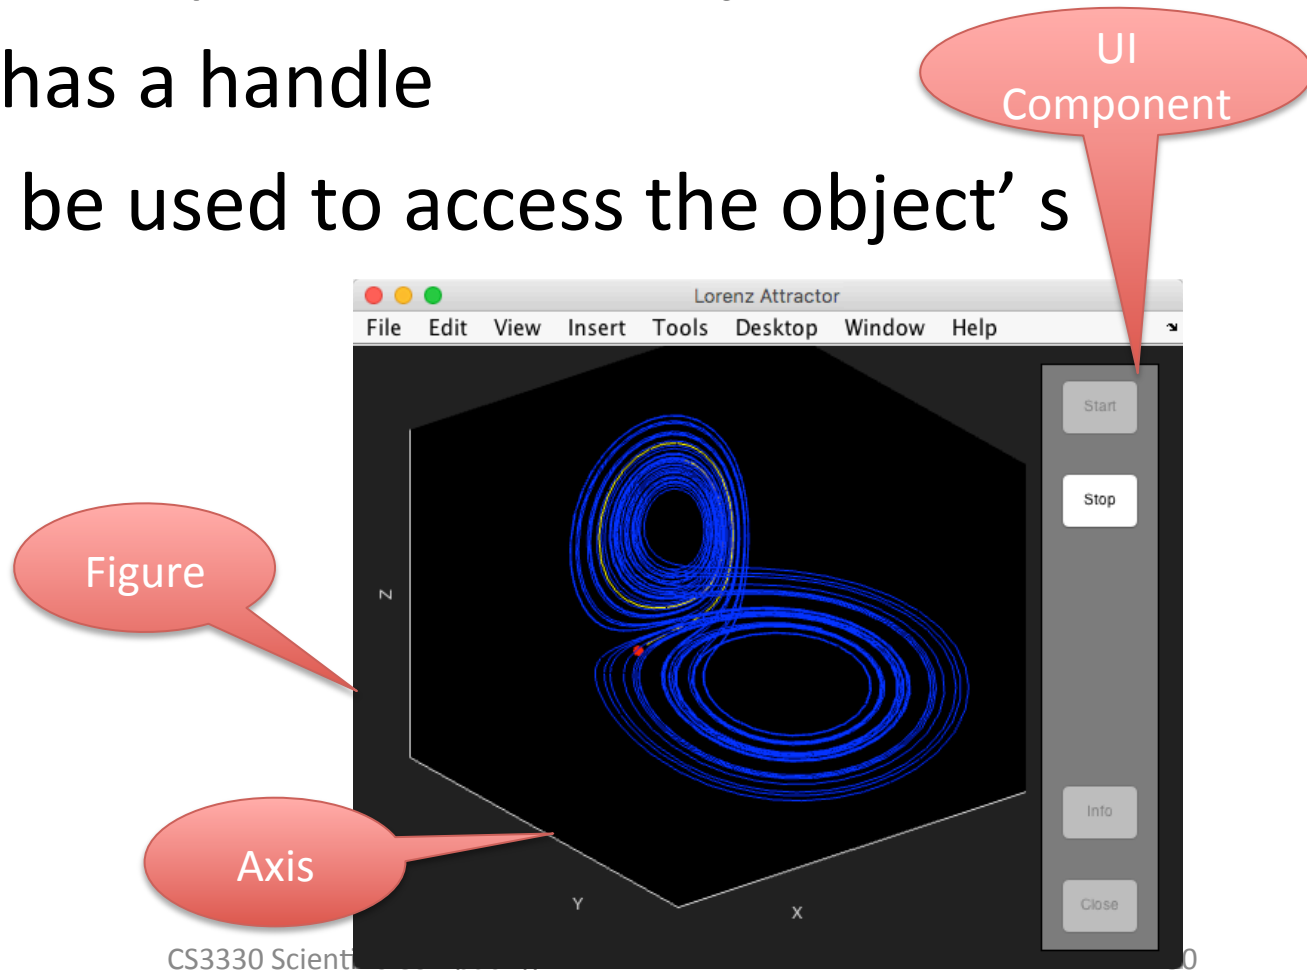 has a handle
UI
Component
be used to access the object' s
Lorenz Attractor
File Edit View Insert Tools Desktop Window Help
Start
Stop
Figure
Z
Info
Axis
Close
Y
X
CS3330